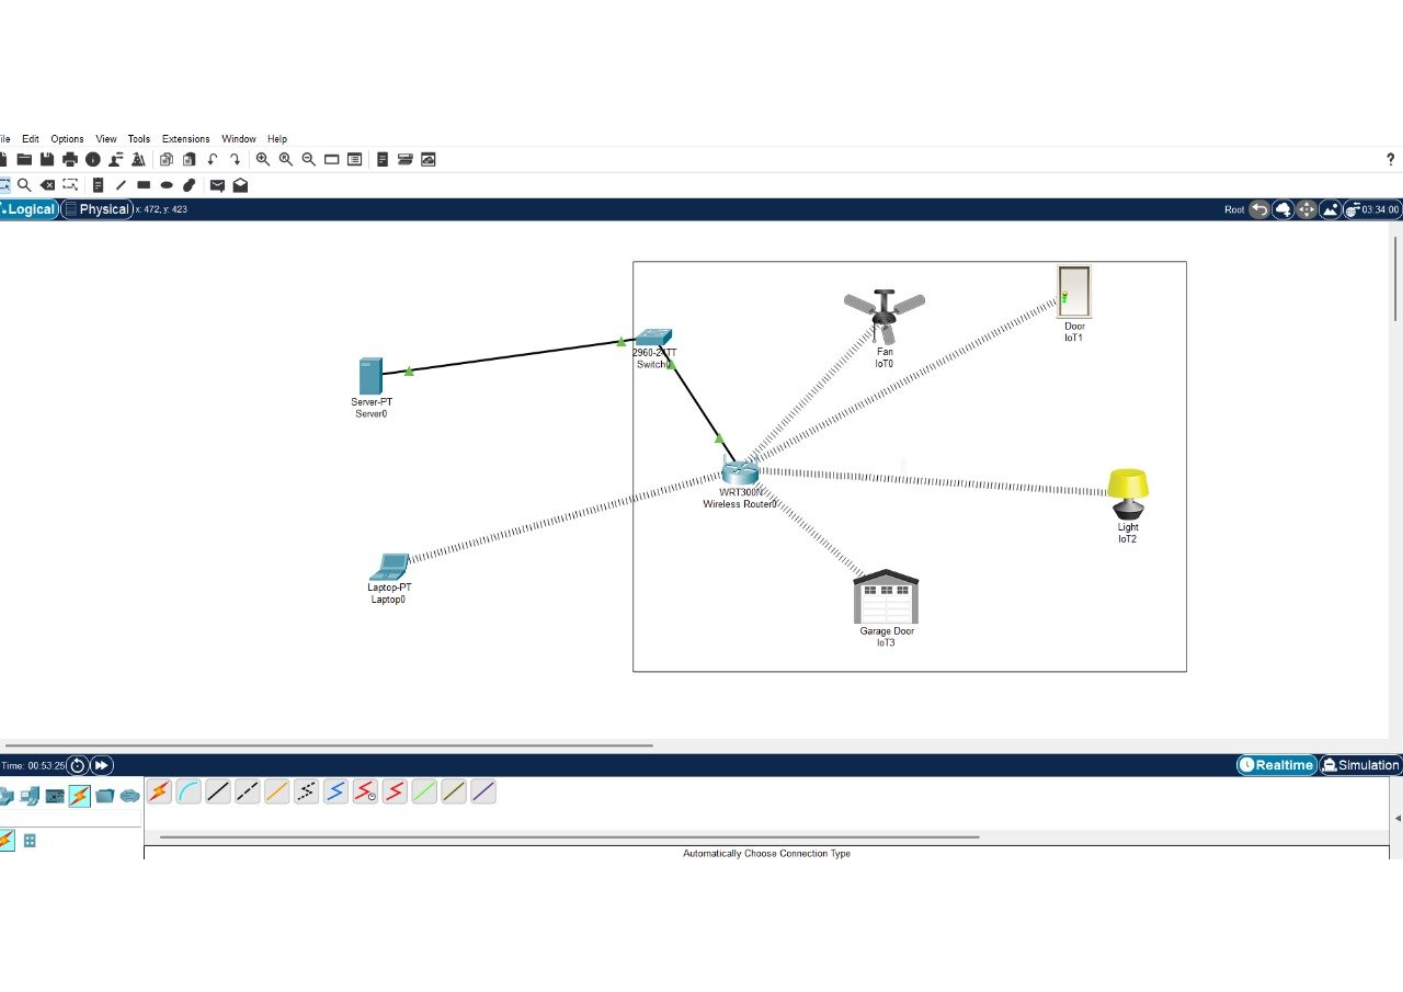 ile Edit Options View Tools Extensions Window Help
?
Logical Physical x: 472, y: 423 Root 03:34:00
Door
IoT1
Fan
IoT0
2960-24TT
Switch0
Server-PT
Server0
WRT300N
Wireless Router0
Light
IoT2
Laptop-PT
Laptop0
Garage Door
IoT3
Time: 00:53:25 Realtime Simulation
Automatically Choose Connection Type